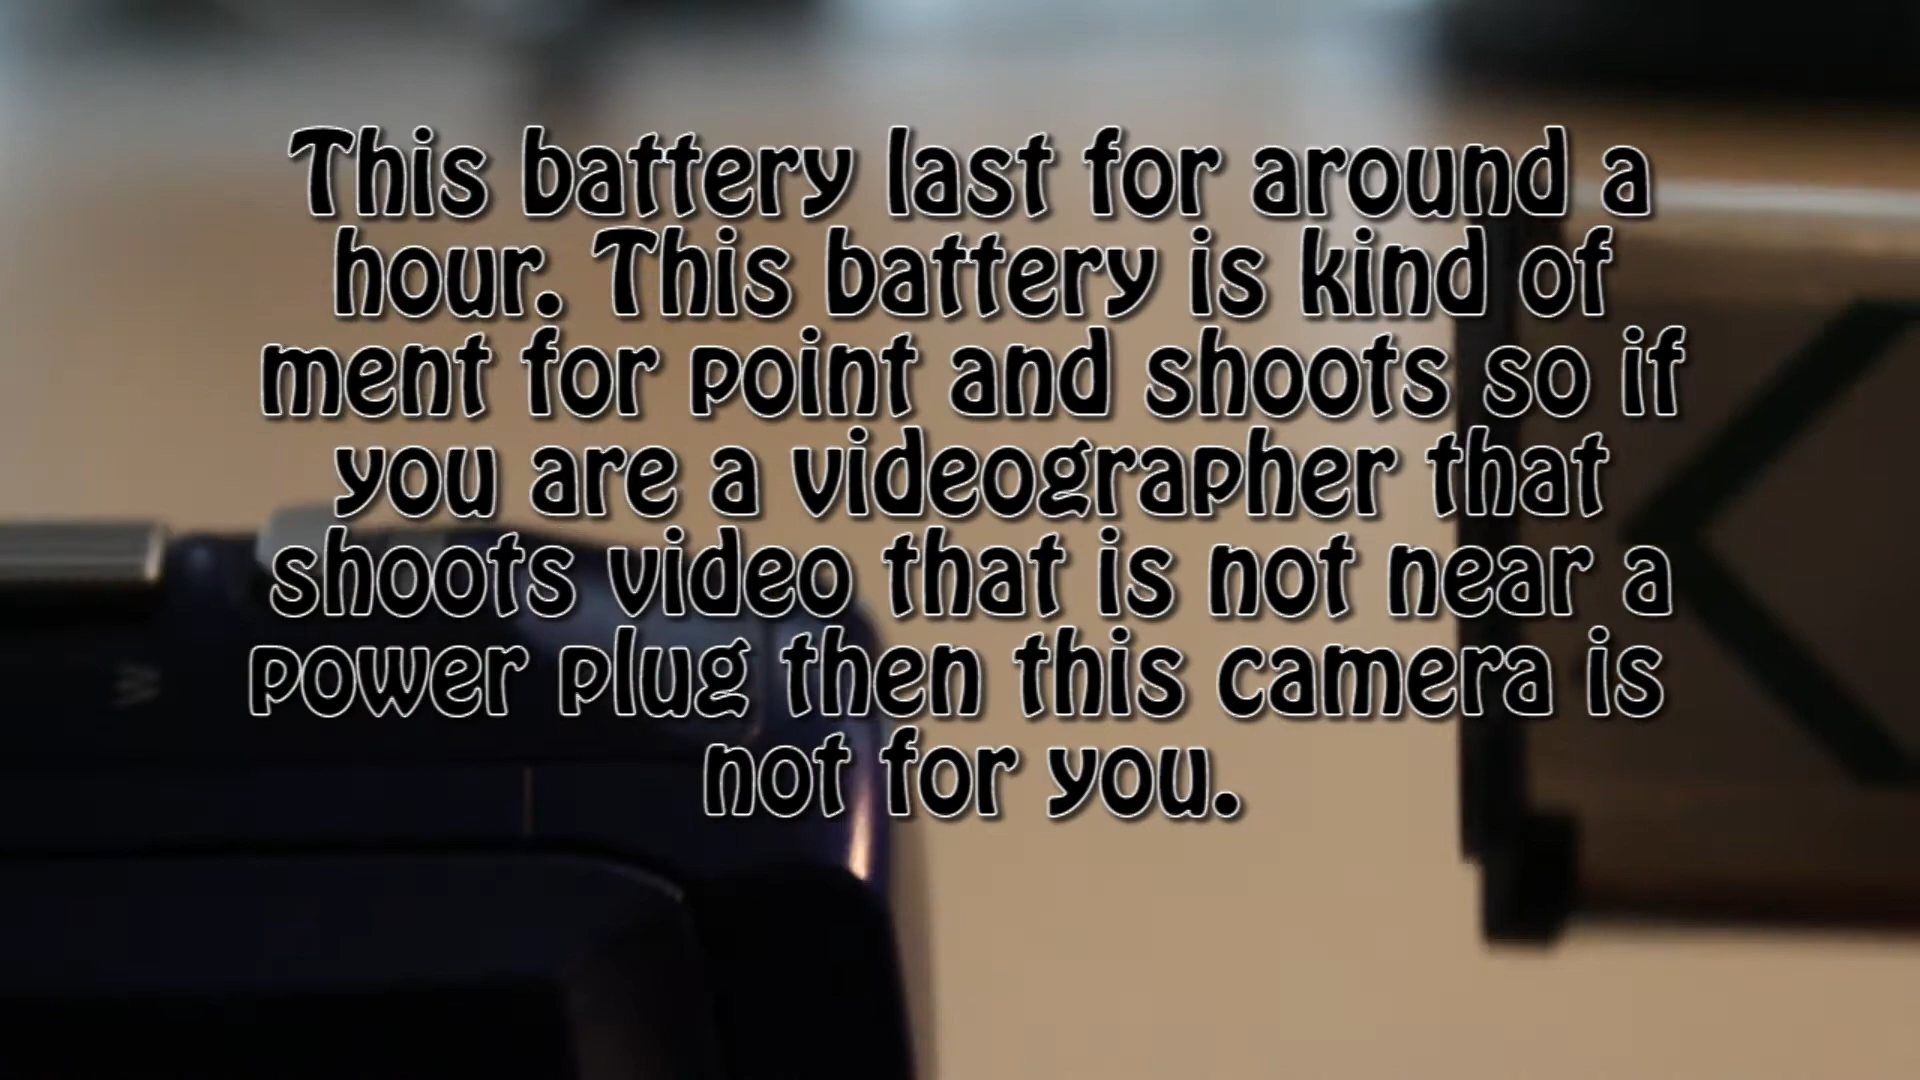 This battery last for around a
hour. This battery is kind of
ment for point and shoots so if
you are a videographer that
shoots video that is not near a
power plug then this camera is
not for you.
W